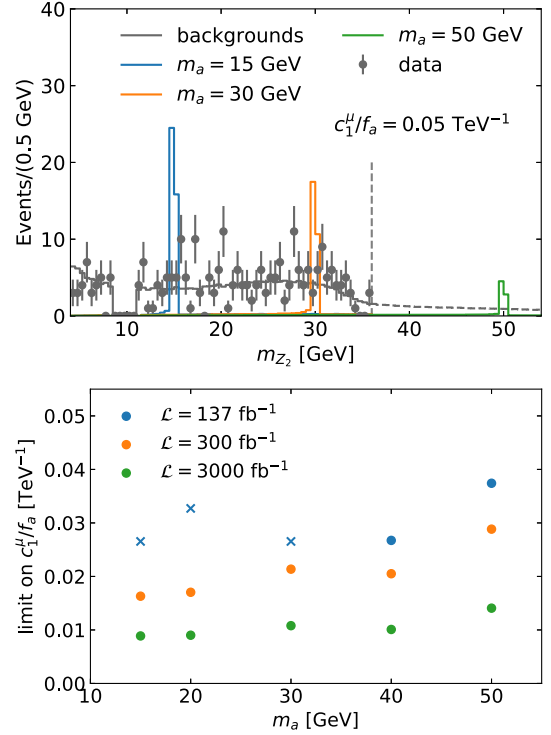 40
30
20
10
0
Events/(0.5 GeV)
backgrounds
m_a = 15 GeV
m_a = 30 GeV
m_a = 50 GeV
data
c_1^μ/f_a = 0.05 TeV⁻¹
10 20 30 40 50
m_{Z_2} [GeV]
0.05
0.04
0.03
0.02
0.01
0.00
limit on c_1^μ/f_a [TeV⁻¹]
ℒ = 137 fb⁻¹
ℒ = 300 fb⁻¹
ℒ = 3000 fb⁻¹
10 20 30 40 50
m_a [GeV]